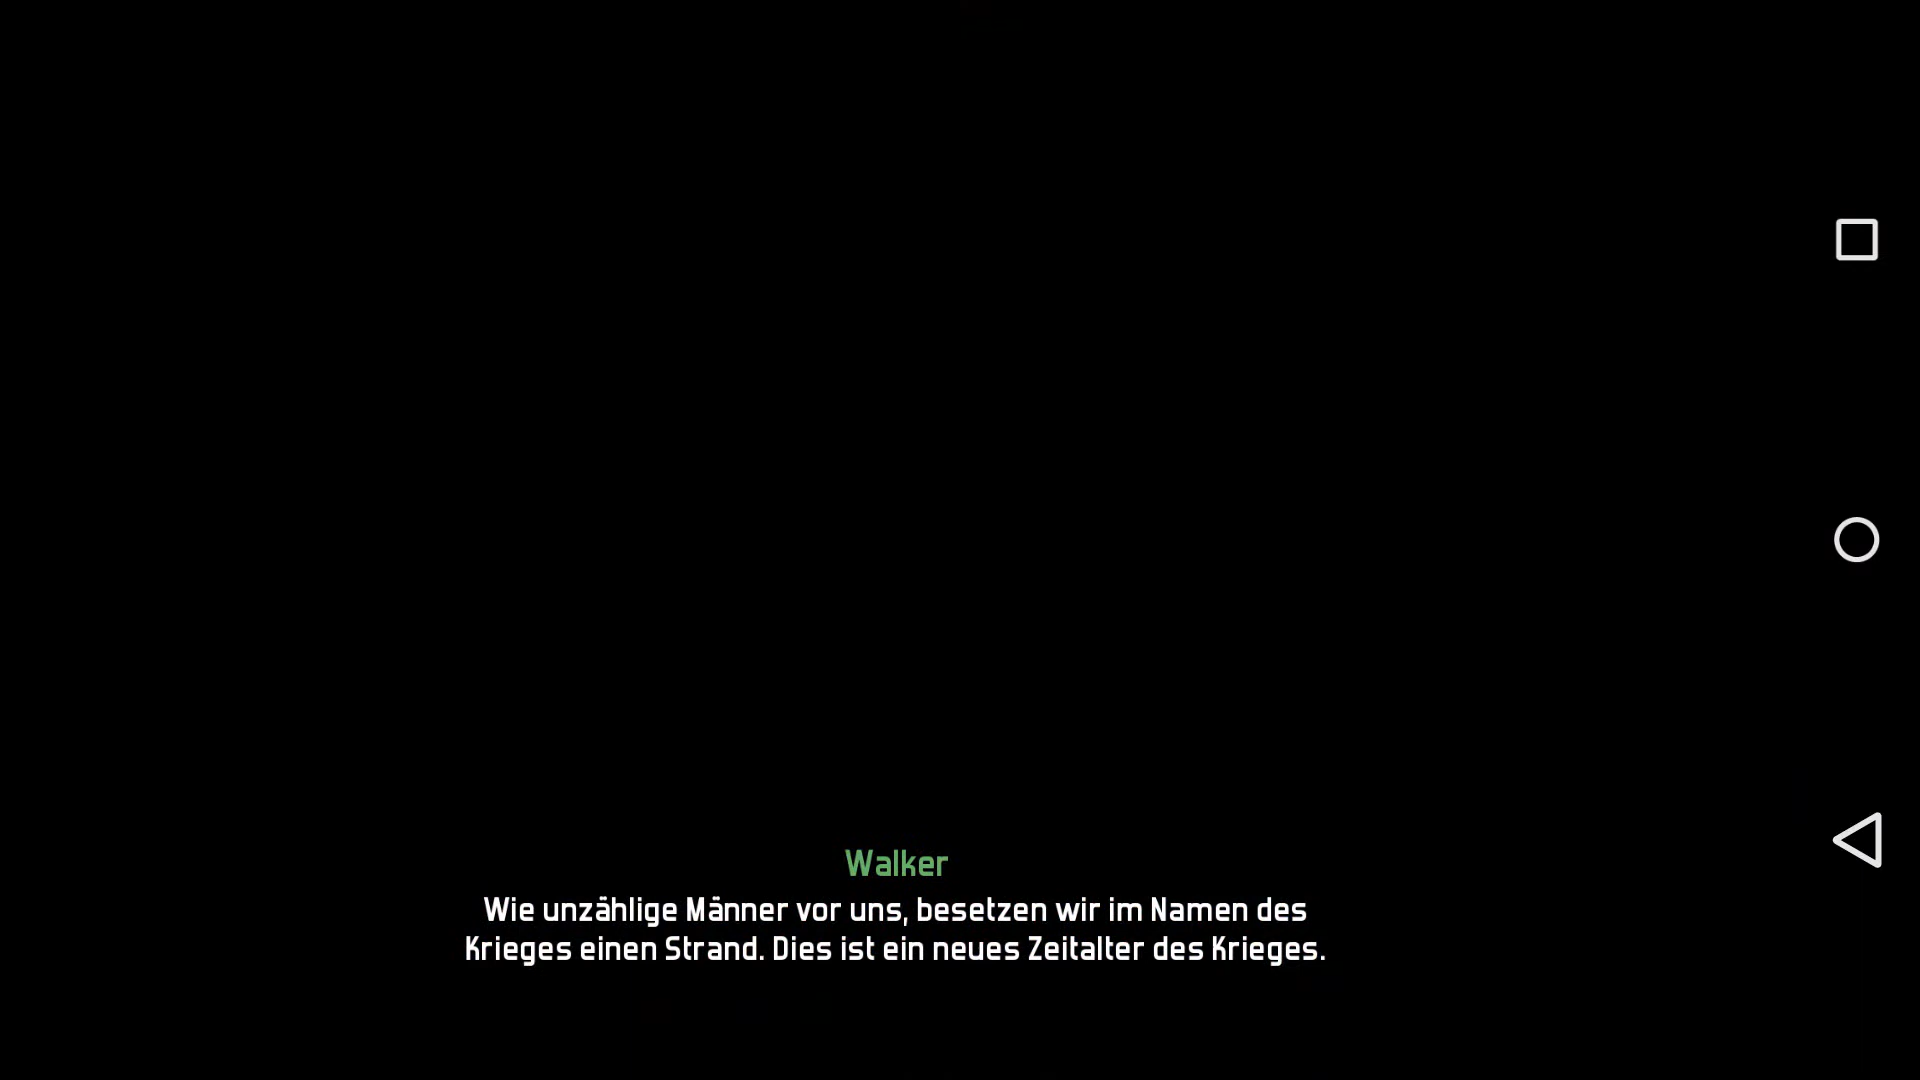 Walker
Wie unzählige Männer vor uns, besetzen wir im Namen des
Krieges einen Strand. Dies ist ein neues Zeitalter des Krieges.